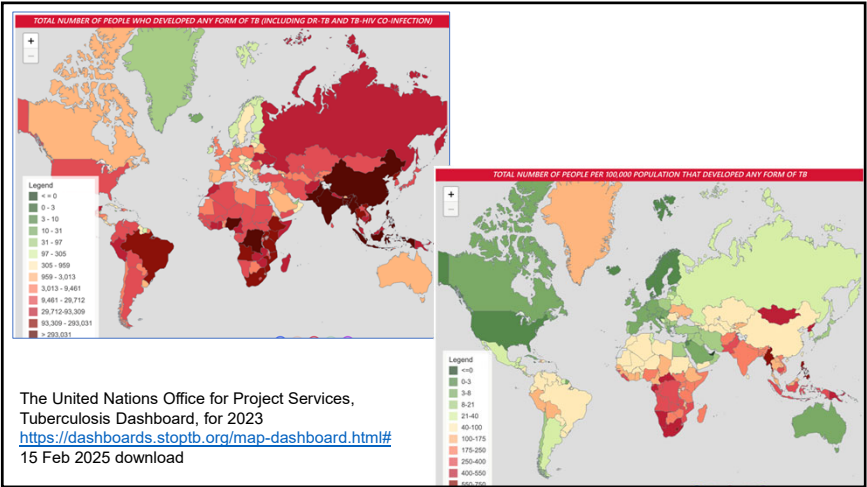 TOTAL NUMBER OF PEOPLE WHO DEVELOPED ANY FORM OF TB (INCLUDING DR-TB AND TB-HIV CO-INFECTION)
+
−
Legend
< = 0
0 - 3
3 - 10
10 - 31
31 - 97
97 - 305
305 - 959
959 - 3,013
3,013 - 9,461
9,461 - 29,712
29,712-93,309
93,309 - 293,031
> 293,031
TOTAL NUMBER OF PEOPLE PER 100,000 POPULATION THAT DEVELOPED ANY FORM OF TB
+
−
Legend
<=0
0-3
3-8
8-21
21-40
40-100
100-175
175-250
250-400
400-550
550-750
The United Nations Office for Project Services,
Tuberculosis Dashboard, for 2023
https://dashboards.stoptb.org/map-dashboard.html#
15 Feb 2025 download